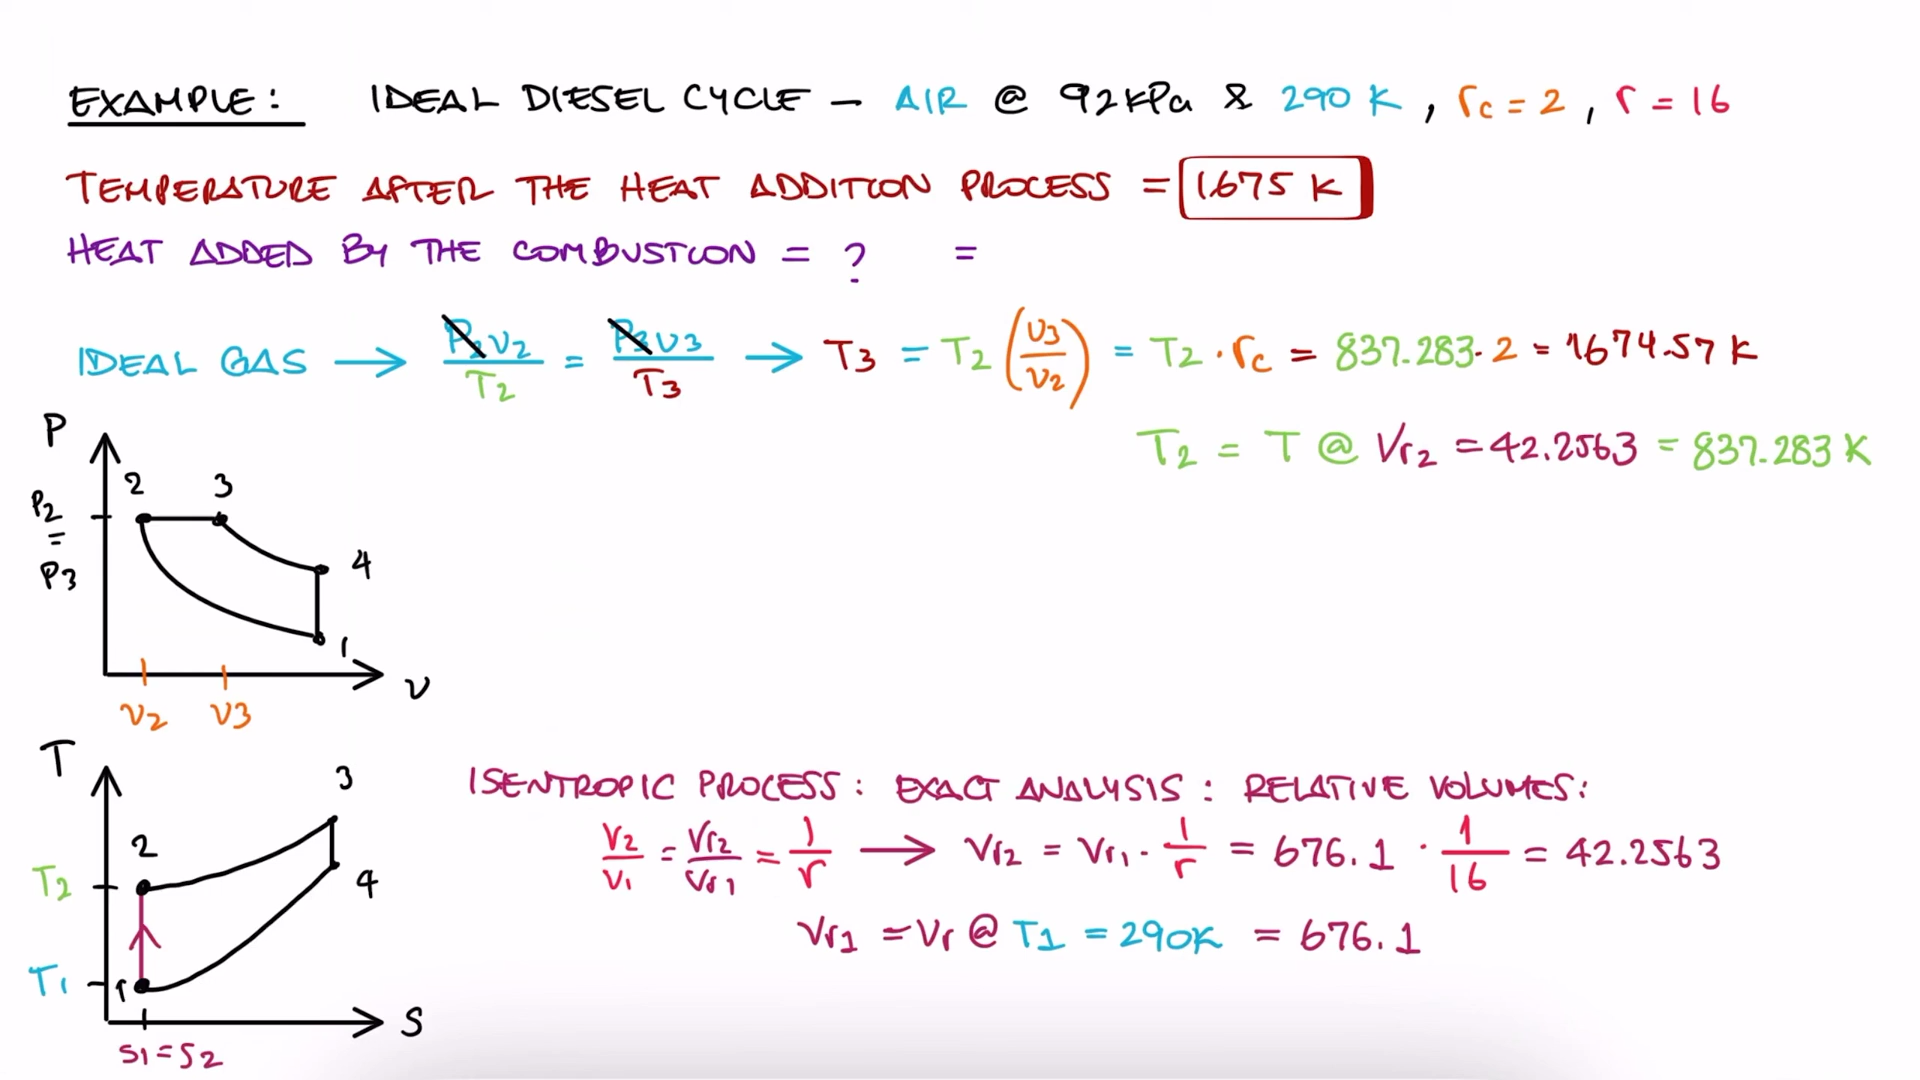 EXAMPLE: IDEAL DIESEL CYCLE – AIR @ 92kPa & 290 K, rc = 2, r = 16
TEMPERATURE AFTER THE HEAT ADDITION PROCESS = 1675 K
HEAT ADDED BY THE COMBUSTION = ? =
IDEAL GAS → P2V2/T2 = P3V3/T3 → T3 = T2 (V3/V2) = T2 · rc = 837.283 · 2 = 1674.57 K
T2 = T @ Vr2 = 42.2563 = 837.283 K
P
2 3
P2
=
P3
4
1
V
V2 V3
T
3
2
T2
4
T1
1
S
S1 = S2
ISENTROPIC PROCESS: EXACT ANALYSIS: RELATIVE VOLUMES:
V2/V1 = Vr2/Vr1 = 1/r → Vr2 = Vr1 · 1/r = 676.1 · 1/16 = 42.2563
Vr1 = Vr @ T1 = 290K = 676.1